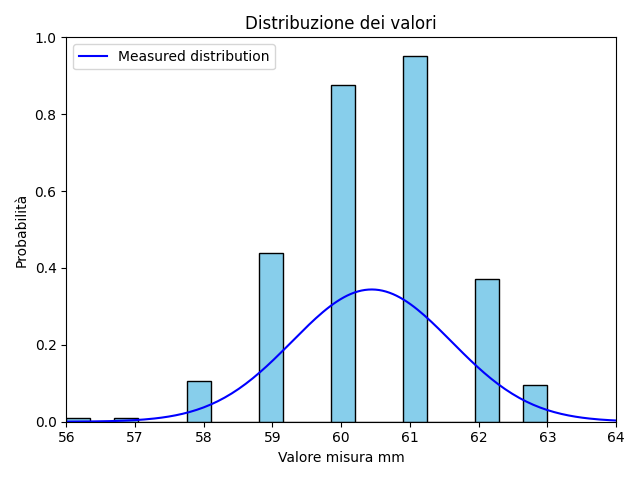 Distribuzione dei valori
Measured distribution
Probabilità
1.0
0.8
0.6
0.4
0.2
0.0
56 57 58 59 60 61 62 63 64
Valore misura mm